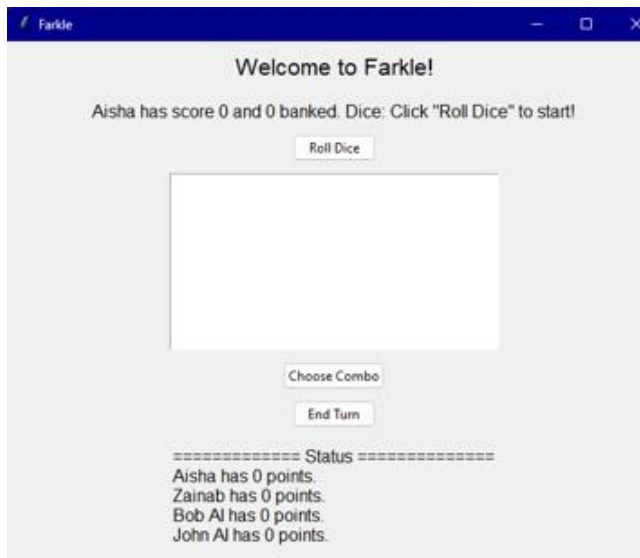 Farkle
Welcome to Farkle!
Aisha has score 0 and 0 banked. Dice: Click "Roll Dice" to start!
Roll Dice
Choose Combo
End Turn
============= Status ==============
Aisha has 0 points.
Zainab has 0 points.
Bob AI has 0 points.
John AI has 0 points.